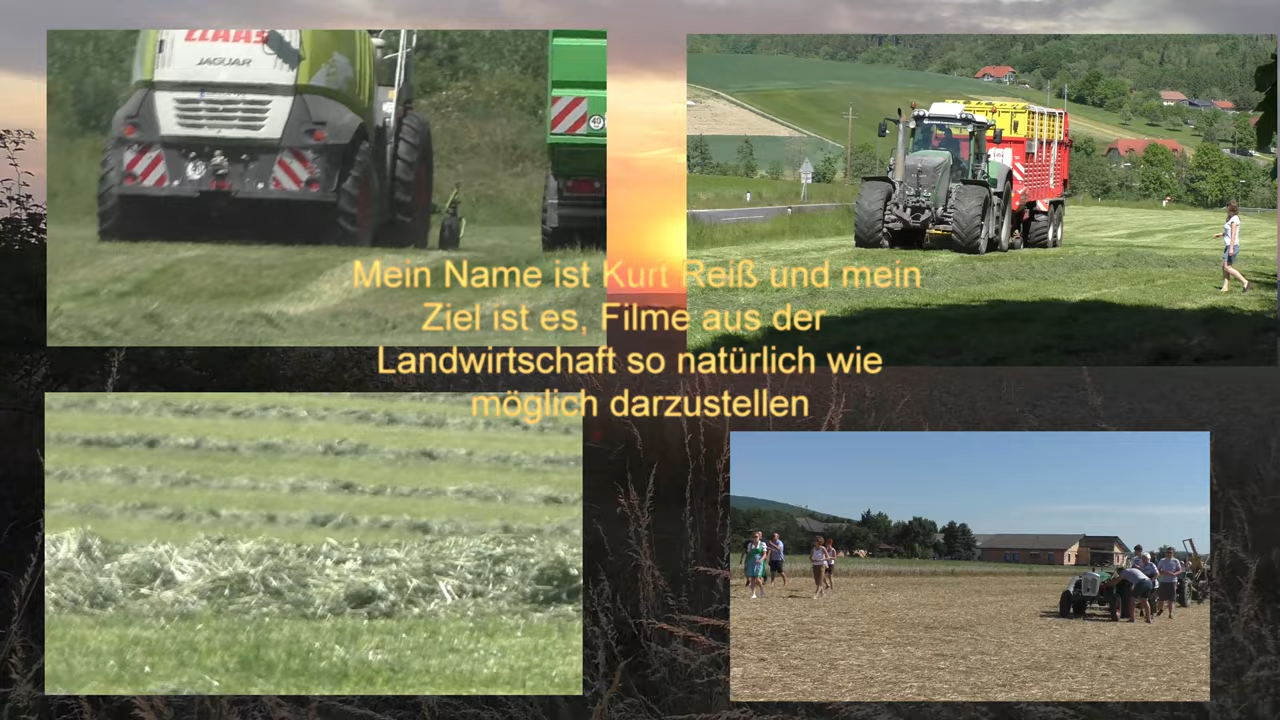 CLAAS
JAGUAR
40
Mein Name ist Kurt Reiß und mein
Ziel ist es, Filme aus der
Landwirtschaft so natürlich wie
möglich darzustellen